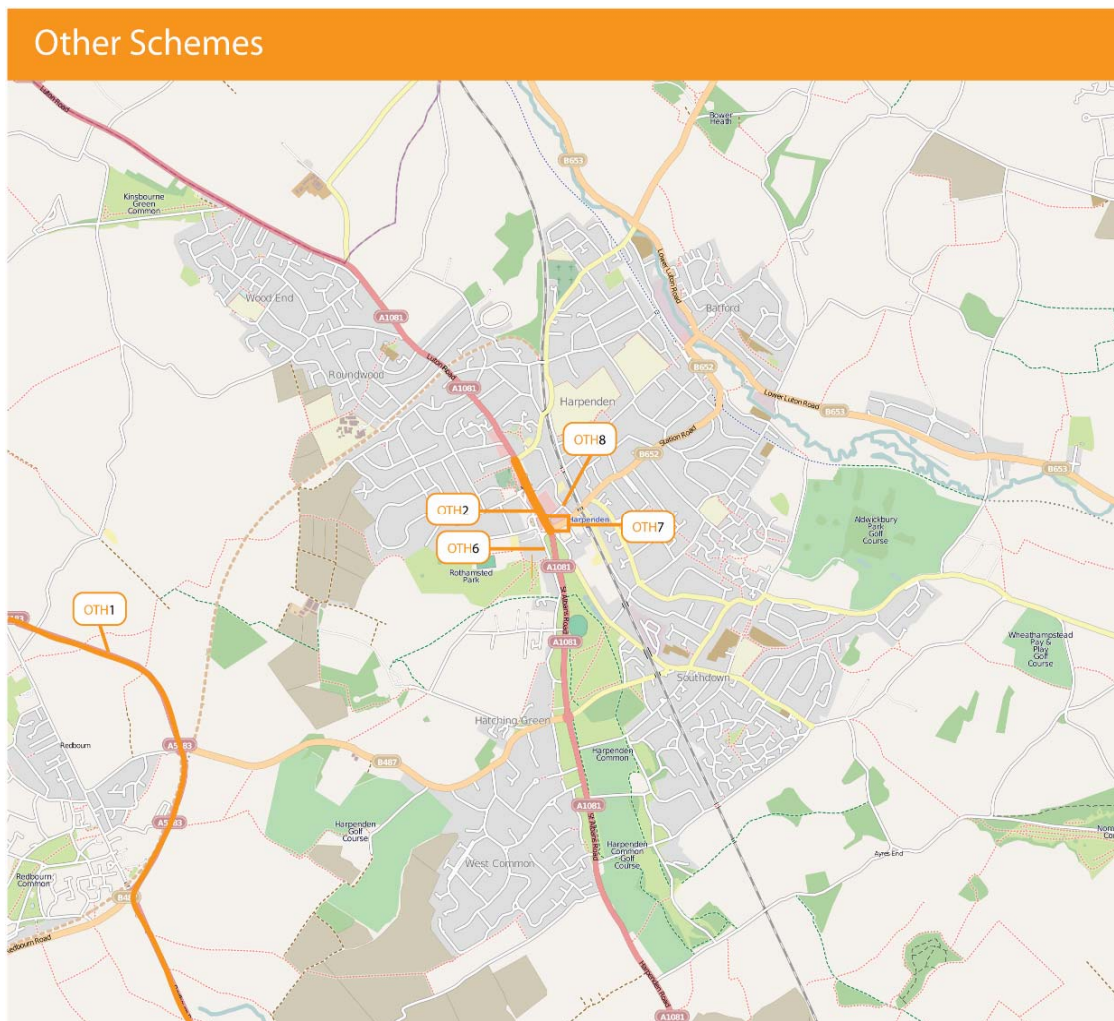 Other Schemes
Luton Road
Bower
Heath
B653
Kinsbourne
Green
Common
Lower Luton Road
Wood End
Batford
A1081
Luton Road
Roundwood
A1081
B652
Harpenden
Lower Luton Road
B653
OTH8
Station Road
B652
B653
OTH2
Harpenden
OTH7
Aldwickbury
Park
Golf
Course
OTH6
A1081
Rothamsted
Park
St Albans Road
OTH1
A1081
Wheathampstead
Pay &
Play
Golf
Course
Southdown
Hatching Green
Redbourn
B487
Harpenden
Common
A1081
Harpenden
Golf
Course
St Albans Road
West Common
Harpenden
Common
Golf
Course
Ayres End
Redbourn
Common
Harpenden Road
A1081